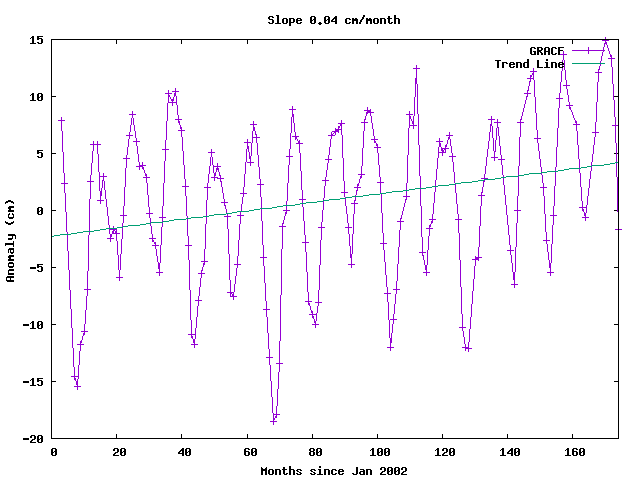 Slope 0.04 cm/month
GRACE
Trend Line
15
10
5
0
-5
-10
-15
-20
Anomaly (cm)
0 20 40 60 80 100 120 140 160
Months since Jan 2002